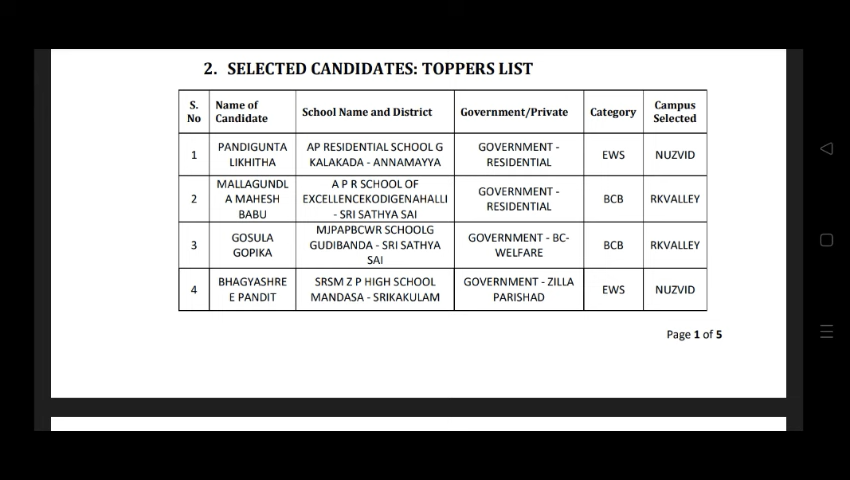 2. SELECTED CANDIDATES: TOPPERS LIST
S. No | Name of Candidate | School Name and District | Government/Private | Category | Campus Selected
1 | PANDIGUNTA LIKHITHA | AP RESIDENTIAL SCHOOL G KALAKADA - ANNAMAYYA | GOVERNMENT - RESIDENTIAL | EWS | NUZVID
2 | MALLAGUNDL A MAHESH BABU | A P R SCHOOL OF EXCELLENCEKODIGENAHALLI - SRI SATHYA SAI | GOVERNMENT - RESIDENTIAL | BCB | RKVALLEY
3 | GOSULA GOPIKA | MJPAPBCWR SCHOOLG GUDIBANDA - SRI SATHYA SAI | GOVERNMENT - BC- WELFARE | BCB | RKVALLEY
4 | BHAGYASHRE E PANDIT | SRSM Z P HIGH SCHOOL MANDASA - SRIKAKULAM | GOVERNMENT - ZILLA PARISHAD | EWS | NUZVID
Page 1 of 5